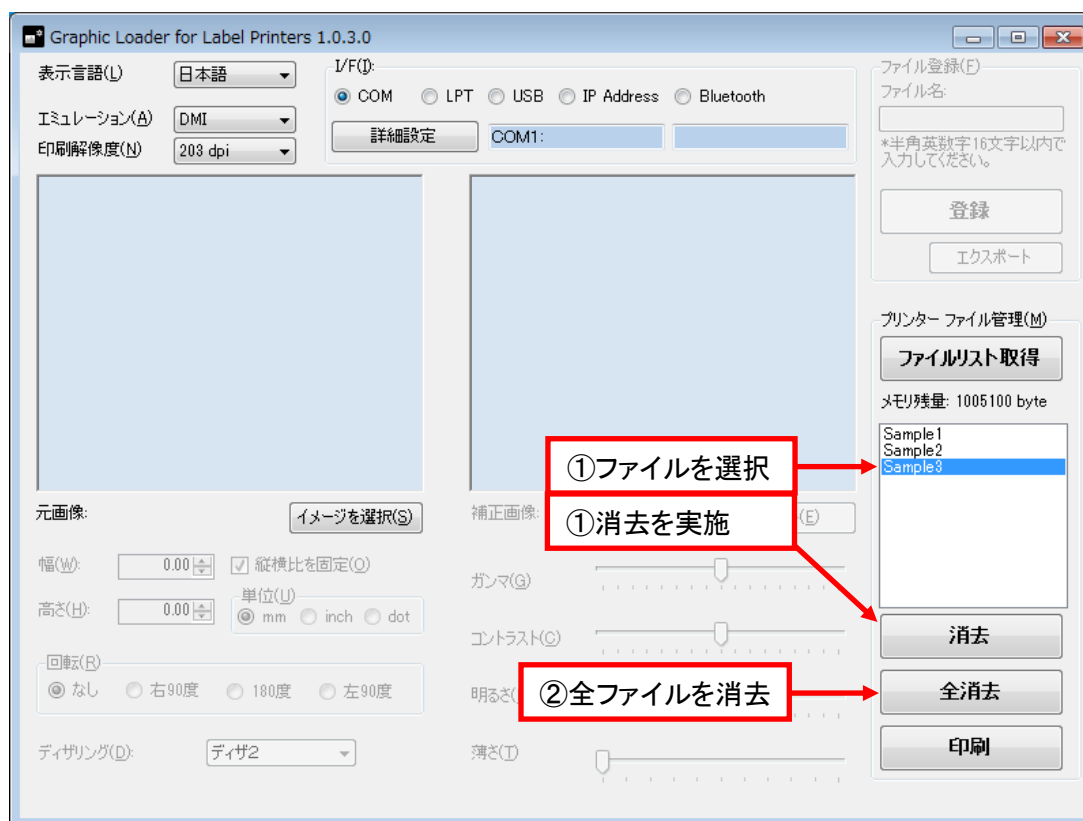 Graphic Loader for Label Printers 1.0.3.0
表示言語(L)
日本語
エミュレーション(A)
DMI
印刷解像度(N)
203 dpi
I/F(I):
COM
LPT
USB
IP Address
Bluetooth
詳細設定
COM1:
ファイル登録(F)
ファイル名:
*半角英数字16文字以内で
入力してください。
登録
エクスポート
プリンター ファイル管理(M)
ファイルリスト取得
メモリ残量: 1005100 byte
Sample1
Sample2
Sample3
①ファイルを選択
①消去を実施
②全ファイルを消去
消去
全消去
印刷
元画像:
イメージを選択(S)
幅(W):
0.00
縦横比を固定(O)
高さ(H):
0.00
単位(U)
mm
inch
dot
回転(R)
なし
右90度
180度
左90度
ディザリング(D):
ディザ2
補正画像:
(E)
ガンマ(G)
コントラスト(C)
明るさ(
薄さ(T)